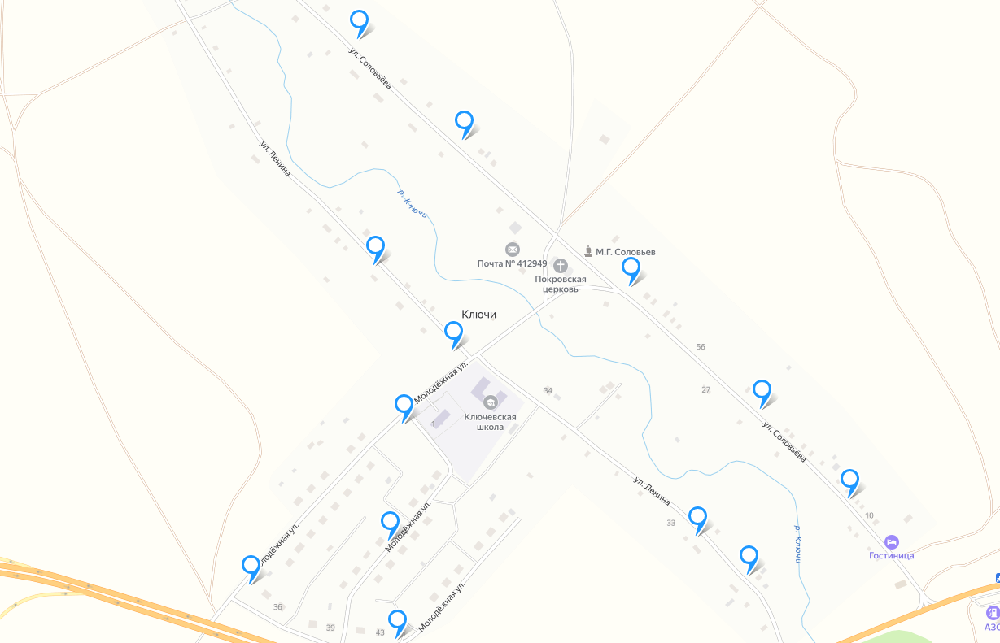 ул. Соловьёва
ул. Ленина
р. Ключи
М.Г. Соловьев
Почта № 412949
Покровская
церковь
Ключи
56
Молодёжная ул.
34
27
Ключевская
школа
1
ул. Соловьёва
ул. Ленина
10
33
Молодёжная ул.
р. Ключи
Молодёжная ул.
Гостиница
36
Молодёжная ул.
39
43
АЗС